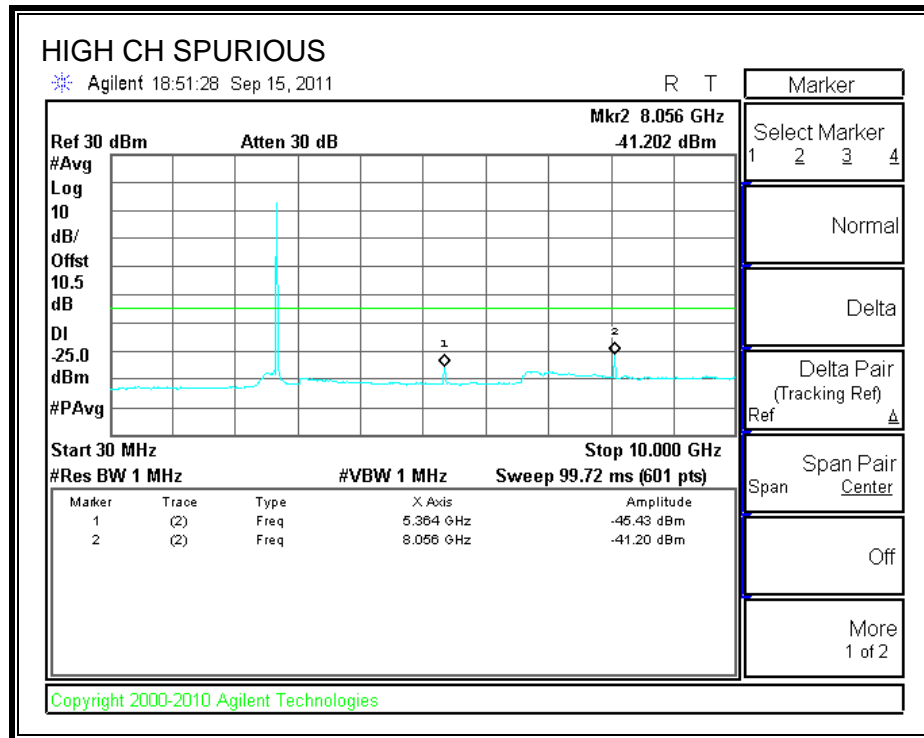 HIGH CH SPURIOUS
Agilent 18:51:28 Sep 15, 2011 R T
Mkr2 8.056 GHz
Ref 30 dBm Atten 30 dB -41.202 dBm
#Avg
Log
10
dB/
Offst
10.5
dB
DI
-25.0
dBm
#PAvg
1
2
Start 30 MHz Stop 10.000 GHz
#Res BW 1 MHz #VBW 1 MHz Sweep 99.72 ms (601 pts)
Marker Trace Type X Axis Amplitude
1 (2) Freq 5.364 GHz -45.43 dBm
2 (2) Freq 8.056 GHz -41.20 dBm
Marker
Select Marker
1 2 3 4
Normal
Delta
Delta Pair
(Tracking Ref)
Ref Δ
Span Pair
Span Center
Off
More
1 of 2
Copyright 2000-2010 Agilent Technologies